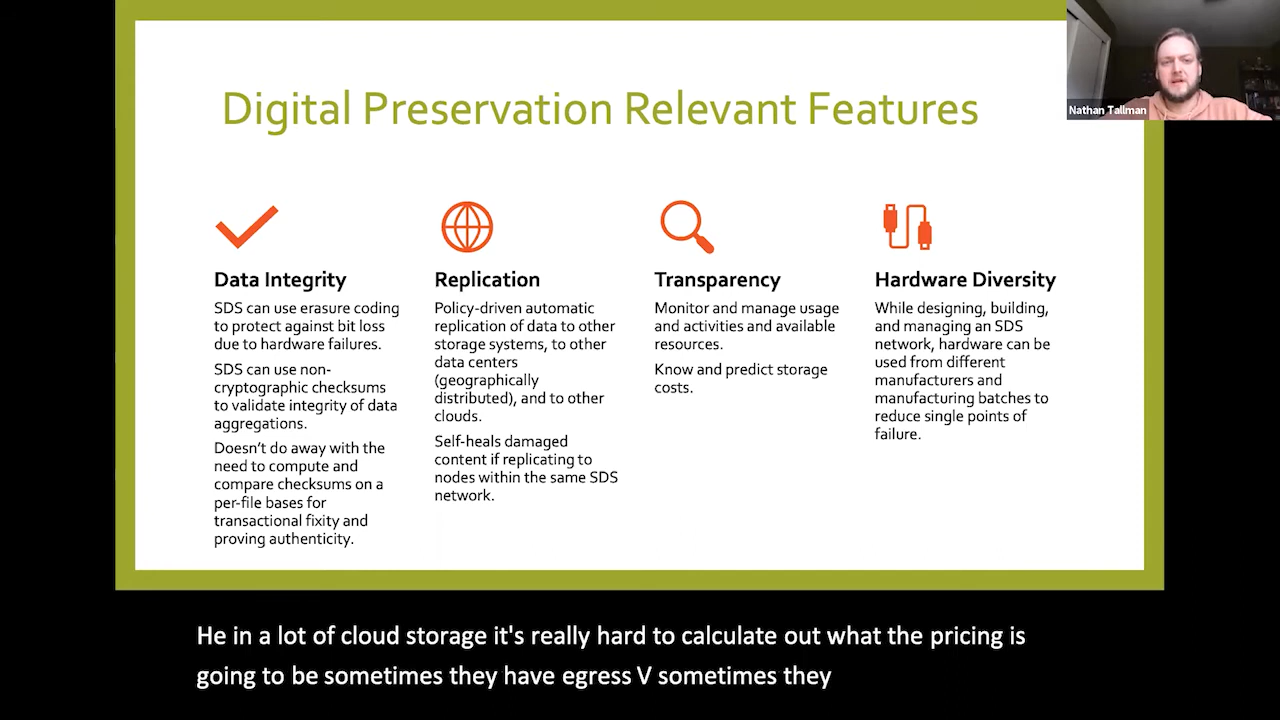 Digital Preservation Relevant Features
Nathan Tallman
Data Integrity
SDS can use erasure coding
to protect against bit loss
due to hardware failures.
SDS can use non-
cryptographic checksums
to validate integrity of data
aggregations.
Doesn’t do away with the
need to compute and
compare checksums on a
per-file bases for
transactional fixity and
proving authenticity.
Replication
Policy-driven automatic
replication of data to other
storage systems, to other
data centers
(geographically
distributed), and to other
clouds.
Self-heals damaged
content if replicating to
nodes within the same SDS
network.
Transparency
Monitor and manage usage
and activities and available
resources.
Know and predict storage
costs.
Hardware Diversity
While designing, building,
and managing an SDS
network, hardware can be
used from different
manufacturers and
manufacturing batches to
reduce single points of
failure.
He in a lot of cloud storage it's really hard to calculate out what the pricing is
going to be sometimes they have egress V sometimes they